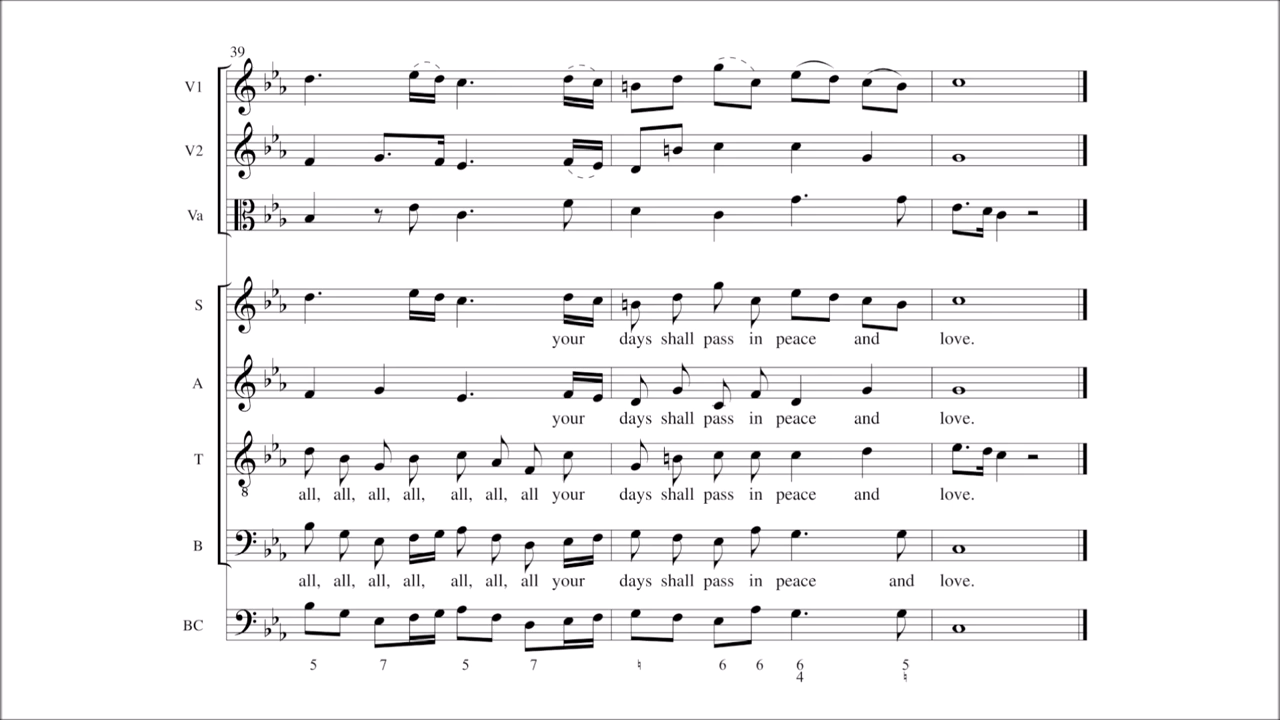 39
V1
V2
Va
S
your days shall pass in peace and love.
A
your days shall pass in peace and love.
T
8
all, all, all, all, all, all, all your days shall pass in peace and love.
B
all, all, all, all, all, all, all your days shall pass in peace and love.
BC
5 7 5 7 ♮ 6 6 6 5
4 ♮